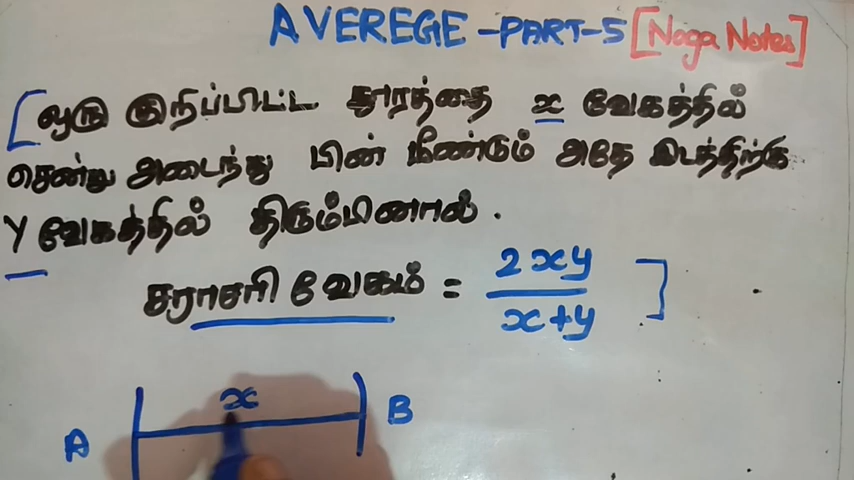 AVEREGE -PART-5 [Naga Notes]
ஒரு குறிப்பிட்ட தூரத்தை x வேகத்தில்
சென்று அடைந்து பின் மீண்டும் அதே இடத்திற்கு
y வேகத்தில் திரும்பினால்.
சராசரி வேகம் = 2xy
x+y
x
A B